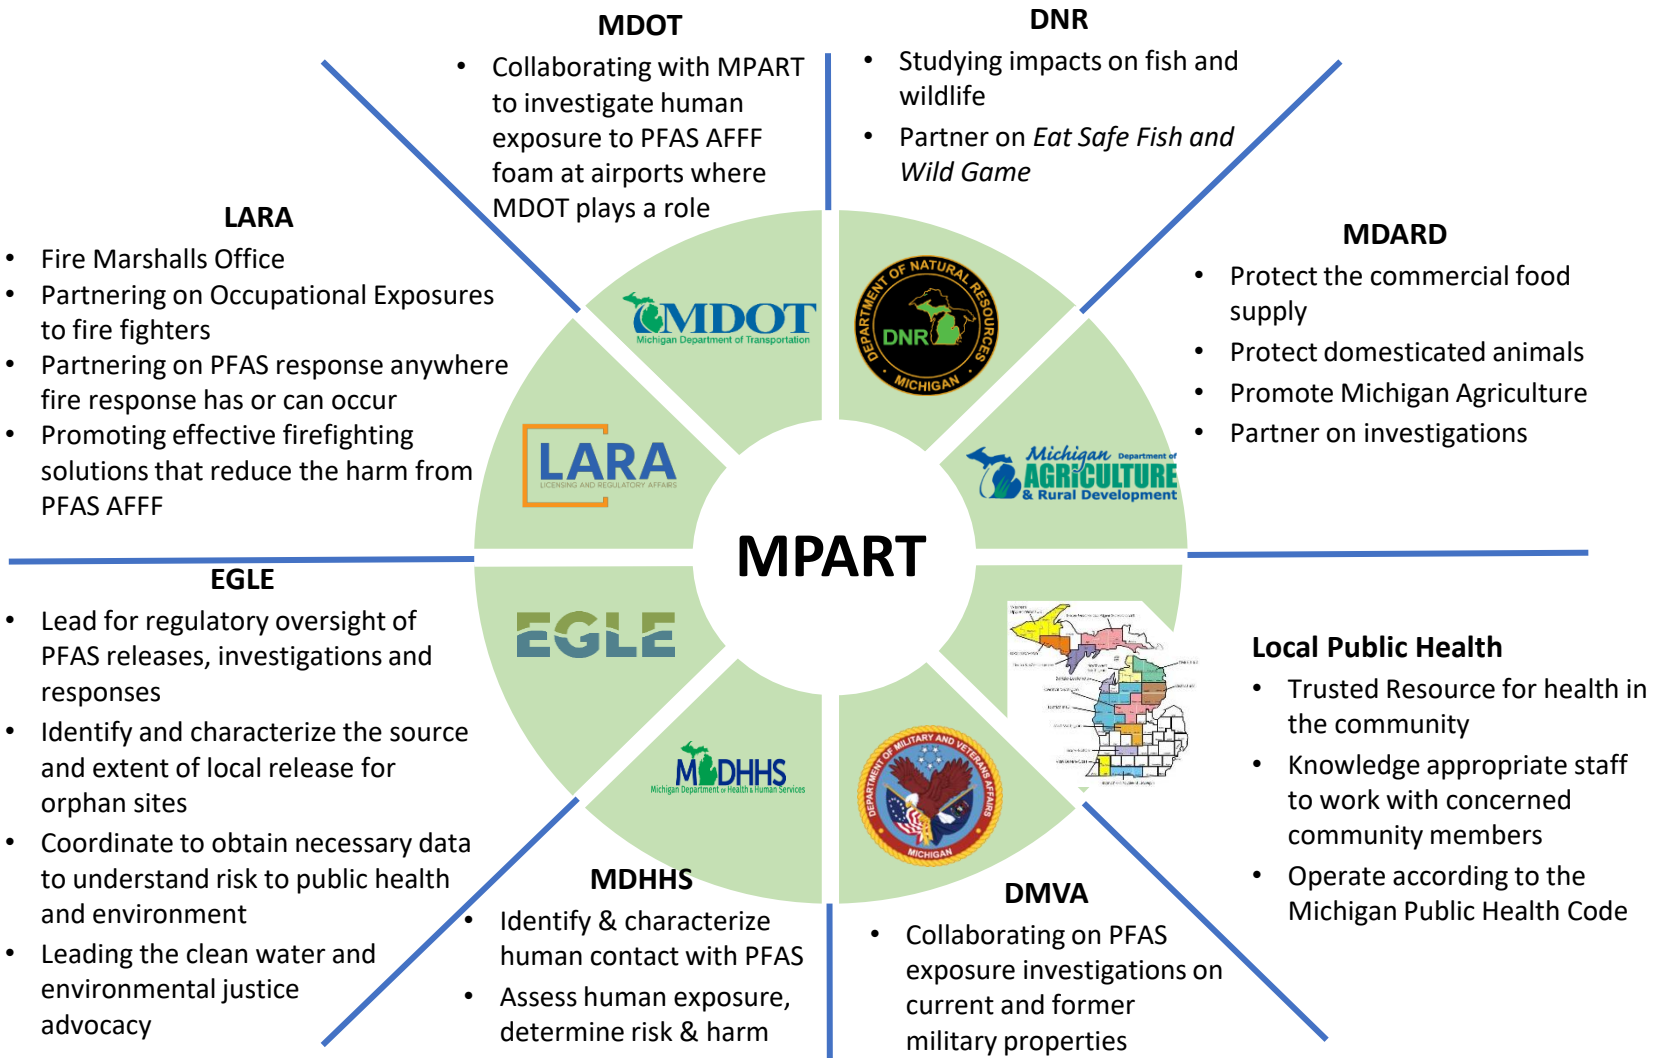 MDOT
• Collaborating with MPART
to investigate human
exposure to PFAS AFFF
foam at airports where
MDOT plays a role
DNR
• Studying impacts on fish and
wildlife
• Partner on Eat Safe Fish and
Wild Game
LARA
• Fire Marshalls Office
• Partnering on Occupational Exposures
to fire fighters
• Partnering on PFAS response anywhere
fire response has or can occur
• Promoting effective firefighting
solutions that reduce the harm from
PFAS AFFF
MDARD
• Protect the commercial food
supply
• Protect domesticated animals
• Promote Michigan Agriculture
• Partner on investigations
MDOT
Michigan Department of Transportation
DEPARTMENT OF NATURAL RESOURCES
DNR
MICHIGAN
LARA
LICENSING AND REGULATORY AFFAIRS
Michigan Department of
AGRICULTURE
& Rural Development
MPART
EGLE
MDHHS
Michigan Department of Health & Human Services
DEPARTMENT OF MILITARY AND VETERANS AFFAIRS
MICHIGAN
EGLE
• Lead for regulatory oversight of
PFAS releases, investigations and
responses
• Identify and characterize the source
and extent of local release for
orphan sites
• Coordinate to obtain necessary data
to understand risk to public health
and environment
• Leading the clean water and
environmental justice
advocacy
MDHHS
• Identify & characterize
human contact with PFAS
• Assess human exposure,
determine risk & harm
DMVA
• Collaborating on PFAS
exposure investigations on
current and former
military properties
Local Public Health
• Trusted Resource for health in
the community
• Knowledge appropriate staff
to work with concerned
community members
• Operate according to the
Michigan Public Health Code